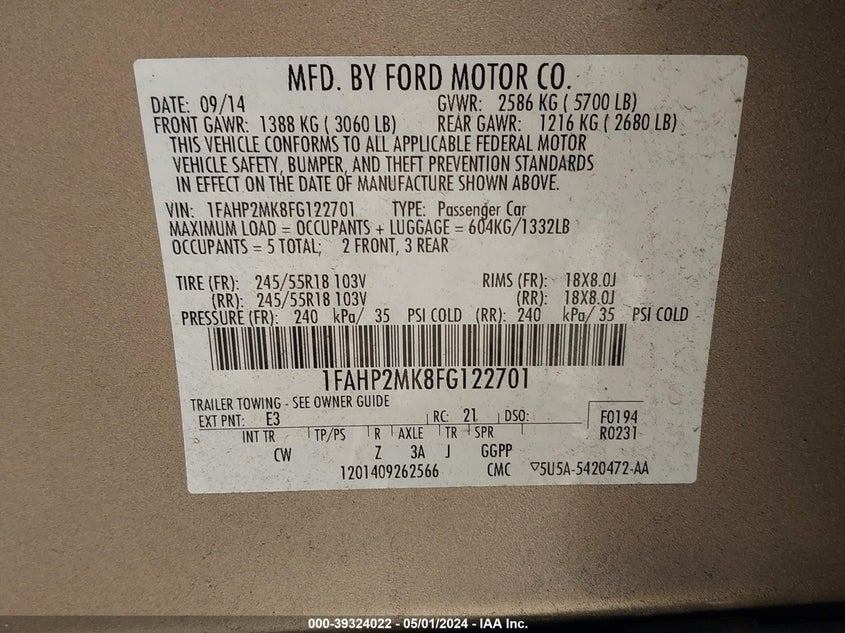 MFD. BY FORD MOTOR CO.
DATE: 09/14 GVWR: 2586 KG ( 5700 LB)
FRONT GAWR: 1388 KG ( 3060 LB) REAR GAWR: 1216 KG ( 2680 LB)
THIS VEHICLE CONFORMS TO ALL APPLICABLE FEDERAL MOTOR
VEHICLE SAFETY, BUMPER, AND THEFT PREVENTION STANDARDS
IN EFFECT ON THE DATE OF MANUFACTURE SHOWN ABOVE.
VIN: 1FAHP2MK8FG122701 TYPE: Passenger Car
MAXIMUM LOAD = OCCUPANTS + LUGGAGE = 604KG/1332LB
OCCUPANTS = 5 TOTAL; 2 FRONT, 3 REAR
TIRE (FR): 245/55R18 103V RIMS (FR): 18X8.0J
(RR): 245/55R18 103V (RR): 18X8.0J
PRESSURE (FR): 240 kPa/ 35 PSI COLD (RR): 240 kPa/ 35 PSI COLD
1FAHP2MK8FG122701
TRAILER TOWING - SEE OWNER GUIDE
EXT PNT: E3 RC: 21 DSO: F0194
INT TR TP/PS R AXLE TR SPR R0231
CW Z 3A J GGPP
1201409262566 CMC ▽5U5A-5420472-AA
000-39324022 - 05/01/2024 - IAA Inc.